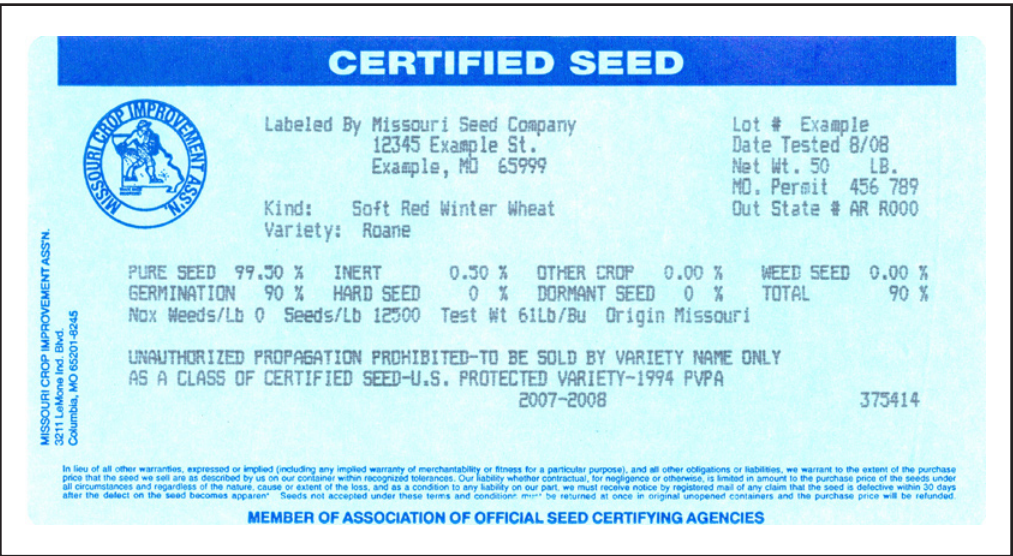 CERTIFIED SEED
MISSOURI CROP IMPROVEMENT ASS'N.
Labeled By Missouri Seed Company
12345 Example St.
Example, MO 65999
Lot # Example
Date Tested 8/08
Net Wt. 50 LB.
MO. Permit 456 789
Out State # AR R000
Kind: Soft Red Winter Wheat
Variety: Roane
PURE SEED 99.50 % INERT 0.50 % OTHER CROP 0.00 % WEED SEED 0.00 %
GERMINATION 90 % HARD SEED 0 % DORMANT SEED 0 % TOTAL 90 %
Nox Weeds/Lb 0 Seeds/Lb 12500 Test Wt 61Lb/Bu Origin Missouri
UNAUTHORIZED PROPAGATION PROHIBITED-TO BE SOLD BY VARIETY NAME ONLY
AS A CLASS OF CERTIFIED SEED-U.S. PROTECTED VARIETY-1994 PVPA
2007-2008 375414
MISSOURI CROP IMPROVEMENT ASS'N.
3211 LeMone Ind. Blvd.
Columbia, MO 65201-8245
In lieu of all other warranties, expressed or implied (including any implied warranty of merchantability or fitness for a particular purpose), and all other obligations or liabilities, we warrant to the extent of the purchase
price that the seed we sell are as described by us on our container within recognized tolerances. Our liability whether contractual, for negligence or otherwise, is limited in amount to the purchase price of the seeds under
all circumstances and regardless of the nature, cause or extent of the loss, and as a condition to any liability on our part, we must receive notice by registered mail of any claim that the seed is defective within 30 days
after the defect on the seed becomes apparent. Seeds not accepted under these terms and conditions must be returned at once in original unopened containers and the purchase price will be refunded.
MEMBER OF ASSOCIATION OF OFFICIAL SEED CERTIFYING AGENCIES